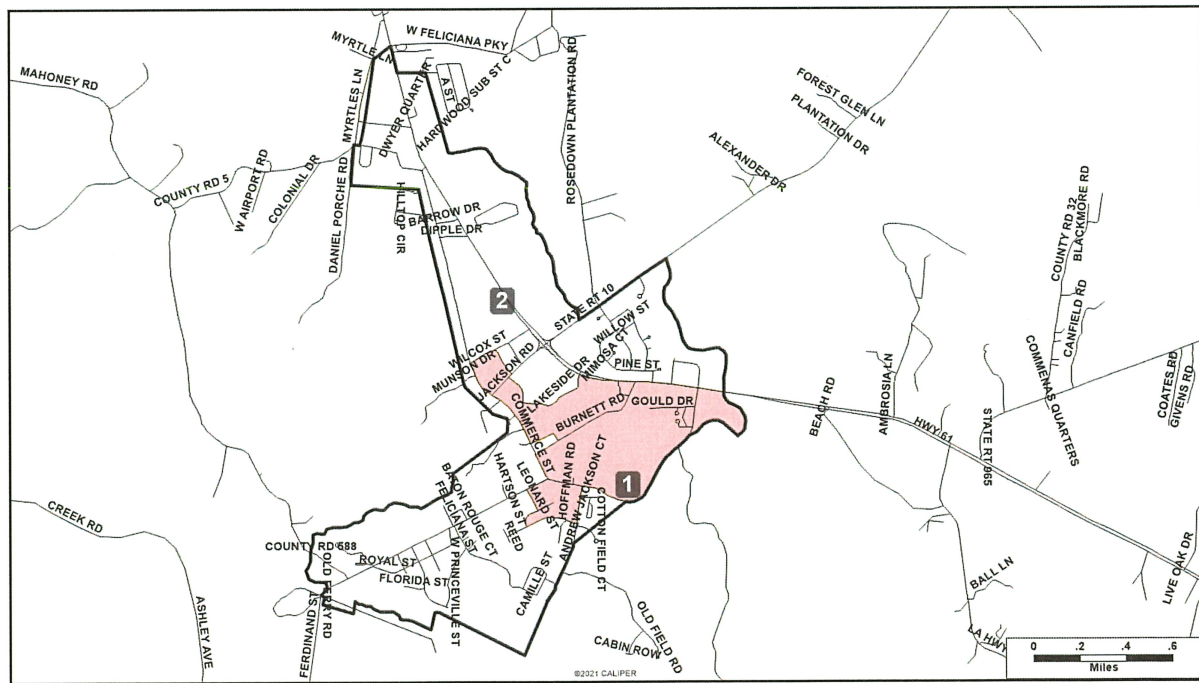 W FELICIANA PKY
MYRTLE LN
MAHONEY RD
MYRTLES LN
DWYER QUARTER
A ST
HARDWOOD SUB ST C
ROSEDOWN PLANTATION RD
FOREST GLEN LN
PLANTATION DR
ALEXANDER DR
COUNTY RD 5
W AIRPORT RD
COLONIAL DR
DANIEL PORCHE RD
HILLTOP CIR
BARROW DR
DIPPLE DR
COUNTY RD 32
BLACKMORE RD
CANFIELD RD
COMMENAS QUARTERS
COATES RD
GIVENS RD
2
STATE RT 10
WILCOX ST
MUNSON DR
JACKSON RD
WILLOW ST
MIMOSA CT
LAKESIDE DR
PINE ST
GOULD DR
BURNETT RD
COMMERCE ST
BEACH RD
AMBROSIA LN
HWY 61
STATE RT 965
HARTSON ST
LEONARD ST
HOFFMAN RD
ANDREW JACKSON CT
COTTON FIELD CT
1
REED
BATON ROUGE CT
FELICIANA ST
CREEK RD
COUNTY RD 688
ROYAL ST
FLORIDA ST
W PRINCEVILLE ST
CAMILLE ST
OLD FERRY RD
FERDINAND ST
ASHLEY AVE
OLD FIELD RD
CABIN ROW
BALL LN
LIVE OAK DR
LA HWY
0 .2 .4 .6
Miles
©2021 CALIPER